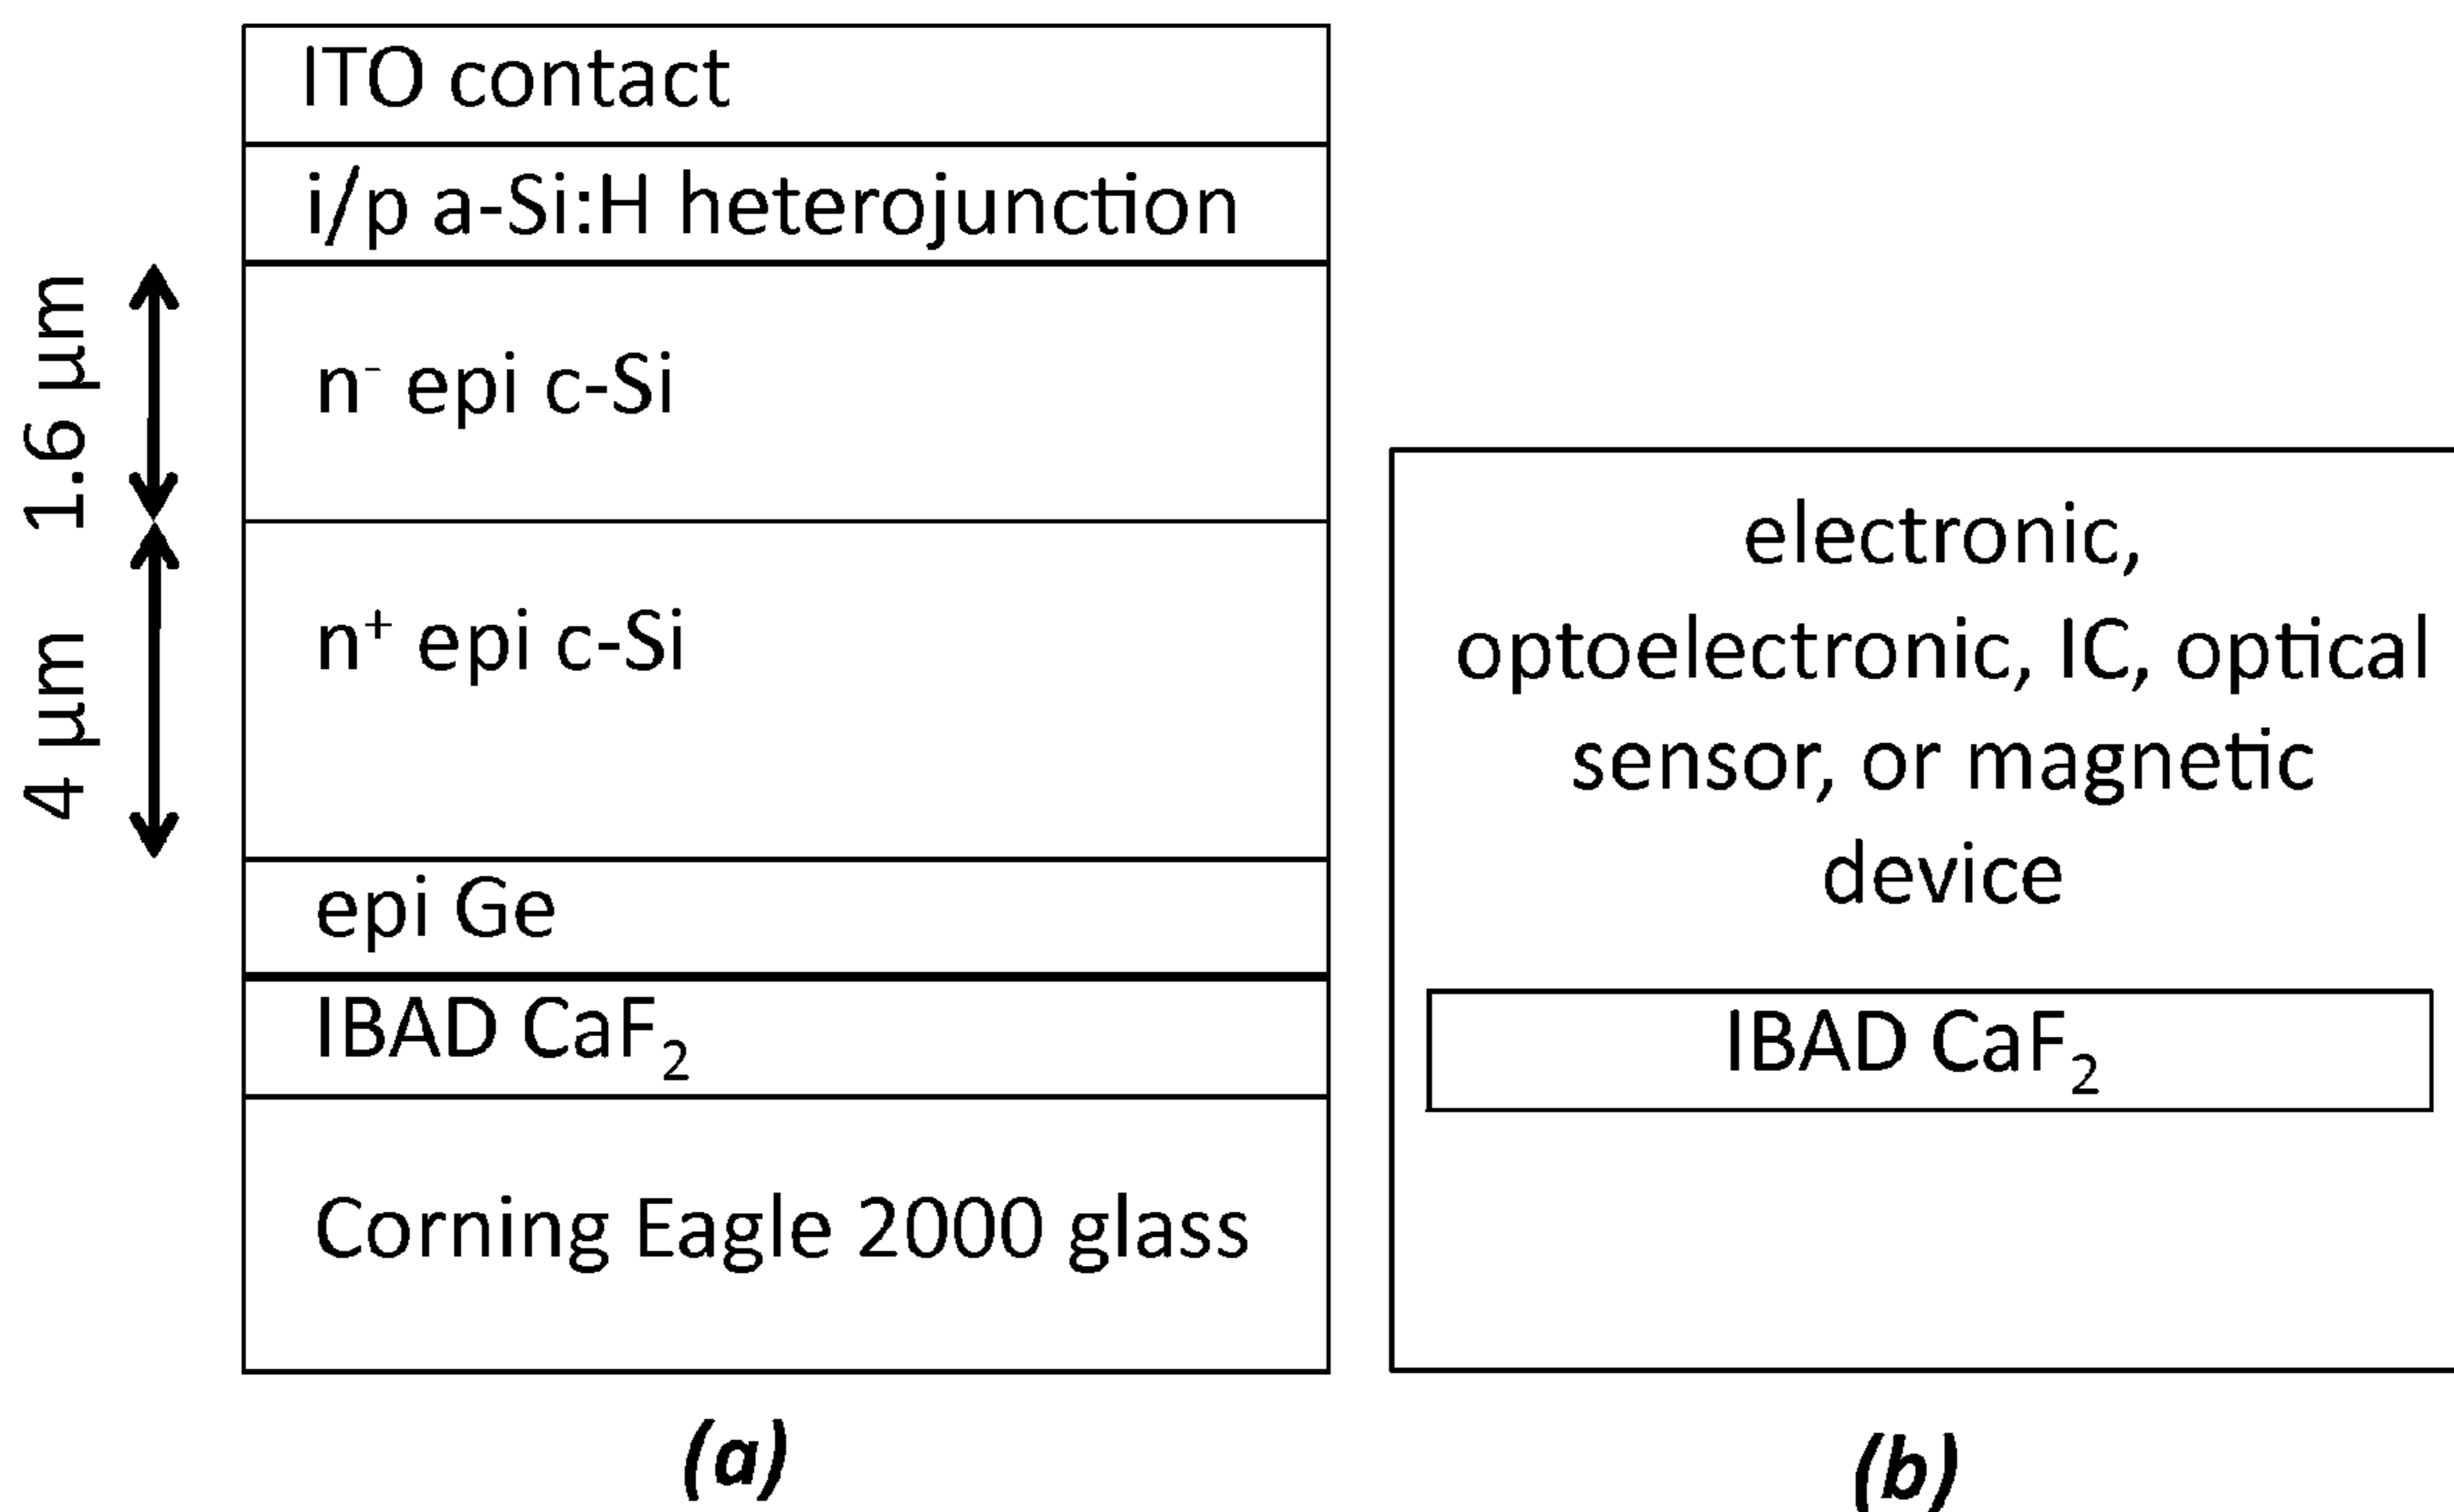 ITO contact
i/p a-Si:H heterojunction
1.6 µm
n⁻ epi c-Si
4 µm
n⁺ epi c-Si
epi Ge
IBAD CaF₂
Corning Eagle 2000 glass
(a)
electronic,
optoelectronic, IC, optical
sensor, or magnetic
device
IBAD CaF₂
(b)